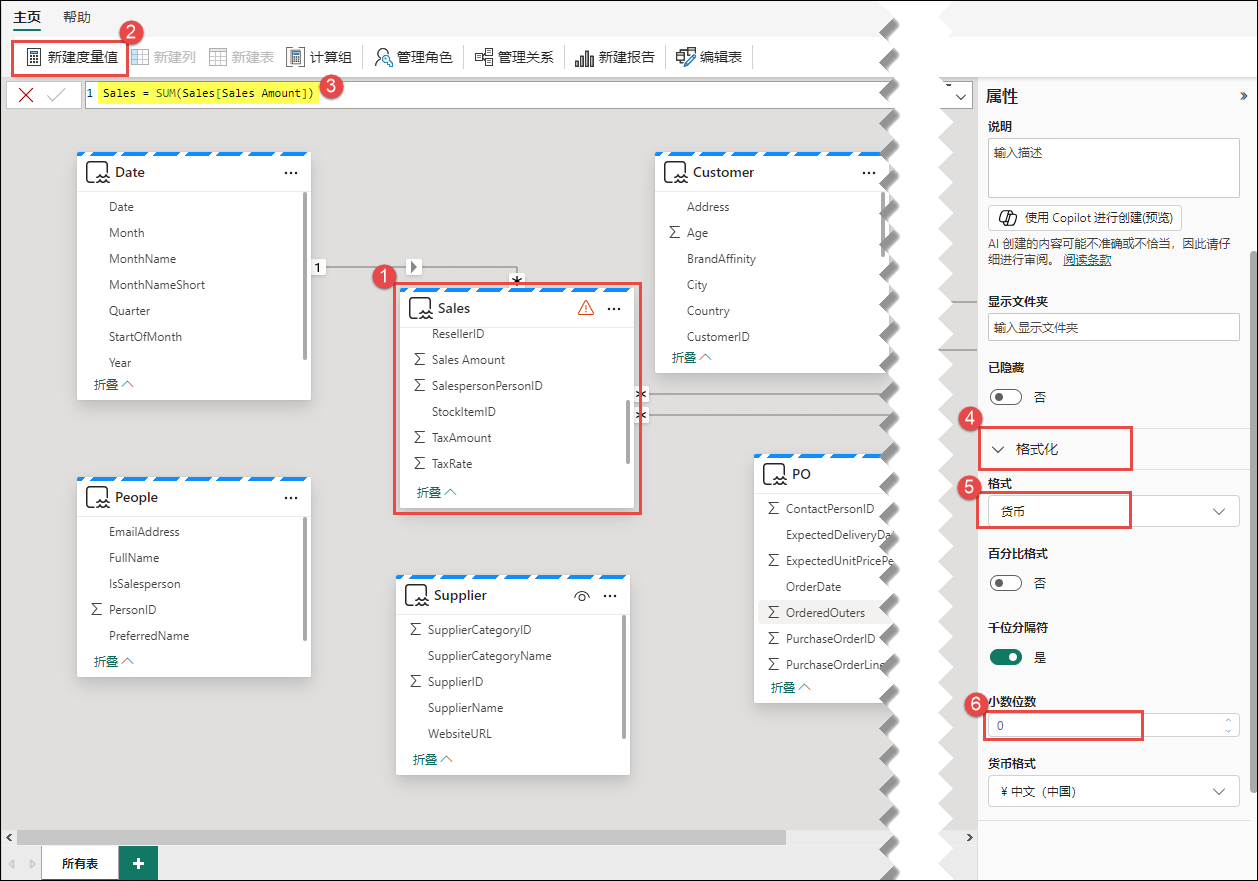 主页 帮助
2
新建度量值 新建列 新建表 计算组 管理角色 管理关系 新建报告 编辑表
1 Sales = SUM(Sales[Sales Amount])
3
Date
Date
Month
MonthName
MonthNameShort
Quarter
StartOfMonth
Year
折叠
1
*
Customer
Address
Age
BrandAffinity
City
Country
CustomerID
折叠
1
Sales
ResellerID
Sales Amount
SalespersonPersonID
StockItemID
TaxAmount
TaxRate
折叠
*
*
People
EmailAddress
FullName
IsSalesperson
PersonID
PreferredName
折叠
Supplier
SupplierCategoryID
SupplierCategoryName
SupplierID
SupplierName
WebsiteURL
折叠
PO
ContactPersonID
ExpectedDeliveryDa
ExpectedUnitPricePe
OrderDate
OrderedOuters
PurchaseOrderID
PurchaseOrderLine
折叠
所有表 +
属性
说明
输入描述
使用 Copilot 进行创建(预览)
AI 创建的内容可能不准确或不恰当，因此请仔
细进行审阅。 阅读条款
显示文件夹
输入显示文件夹
已隐藏
否
4
格式化
5
格式
货币
百分比格式
否
千位分隔符
是
6
小数位数
0
货币格式
¥ 中文（中国）